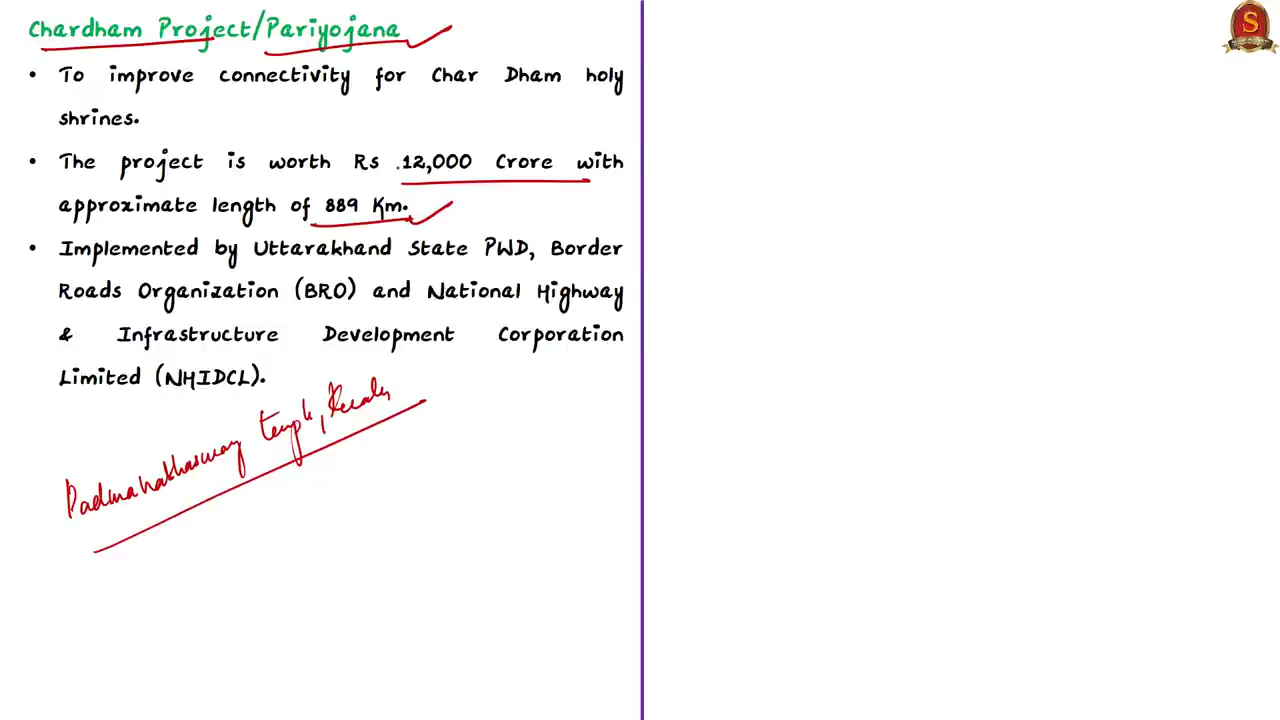 Chardham Project/Pariyojana
• To improve connectivity for Char Dham holy
shrines.
• The project is worth Rs .12,000 Crore with
approximate length of 889 Km.
• Implemented by Uttarakhand State PWD, Border
Roads Organization (BRO) and National Highway
& Infrastructure Development Corporation
Limited (NHIDCL).
temple, Kerala
S